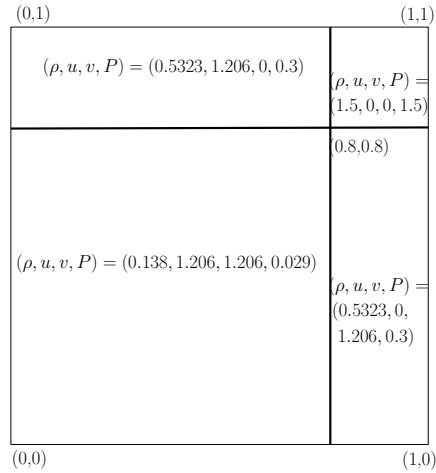 (0,1) (1,1)
(ρ, u, v, P) = (0.5323, 1.206, 0, 0.3)
(ρ, u, v, P) =
(1.5, 0, 0, 1.5)
(0.8,0.8)
(ρ, u, v, P) = (0.138, 1.206, 1.206, 0.029)
(ρ, u, v, P) =
(0.5323, 0,
1.206, 0.3)
(0,0) (1,0)